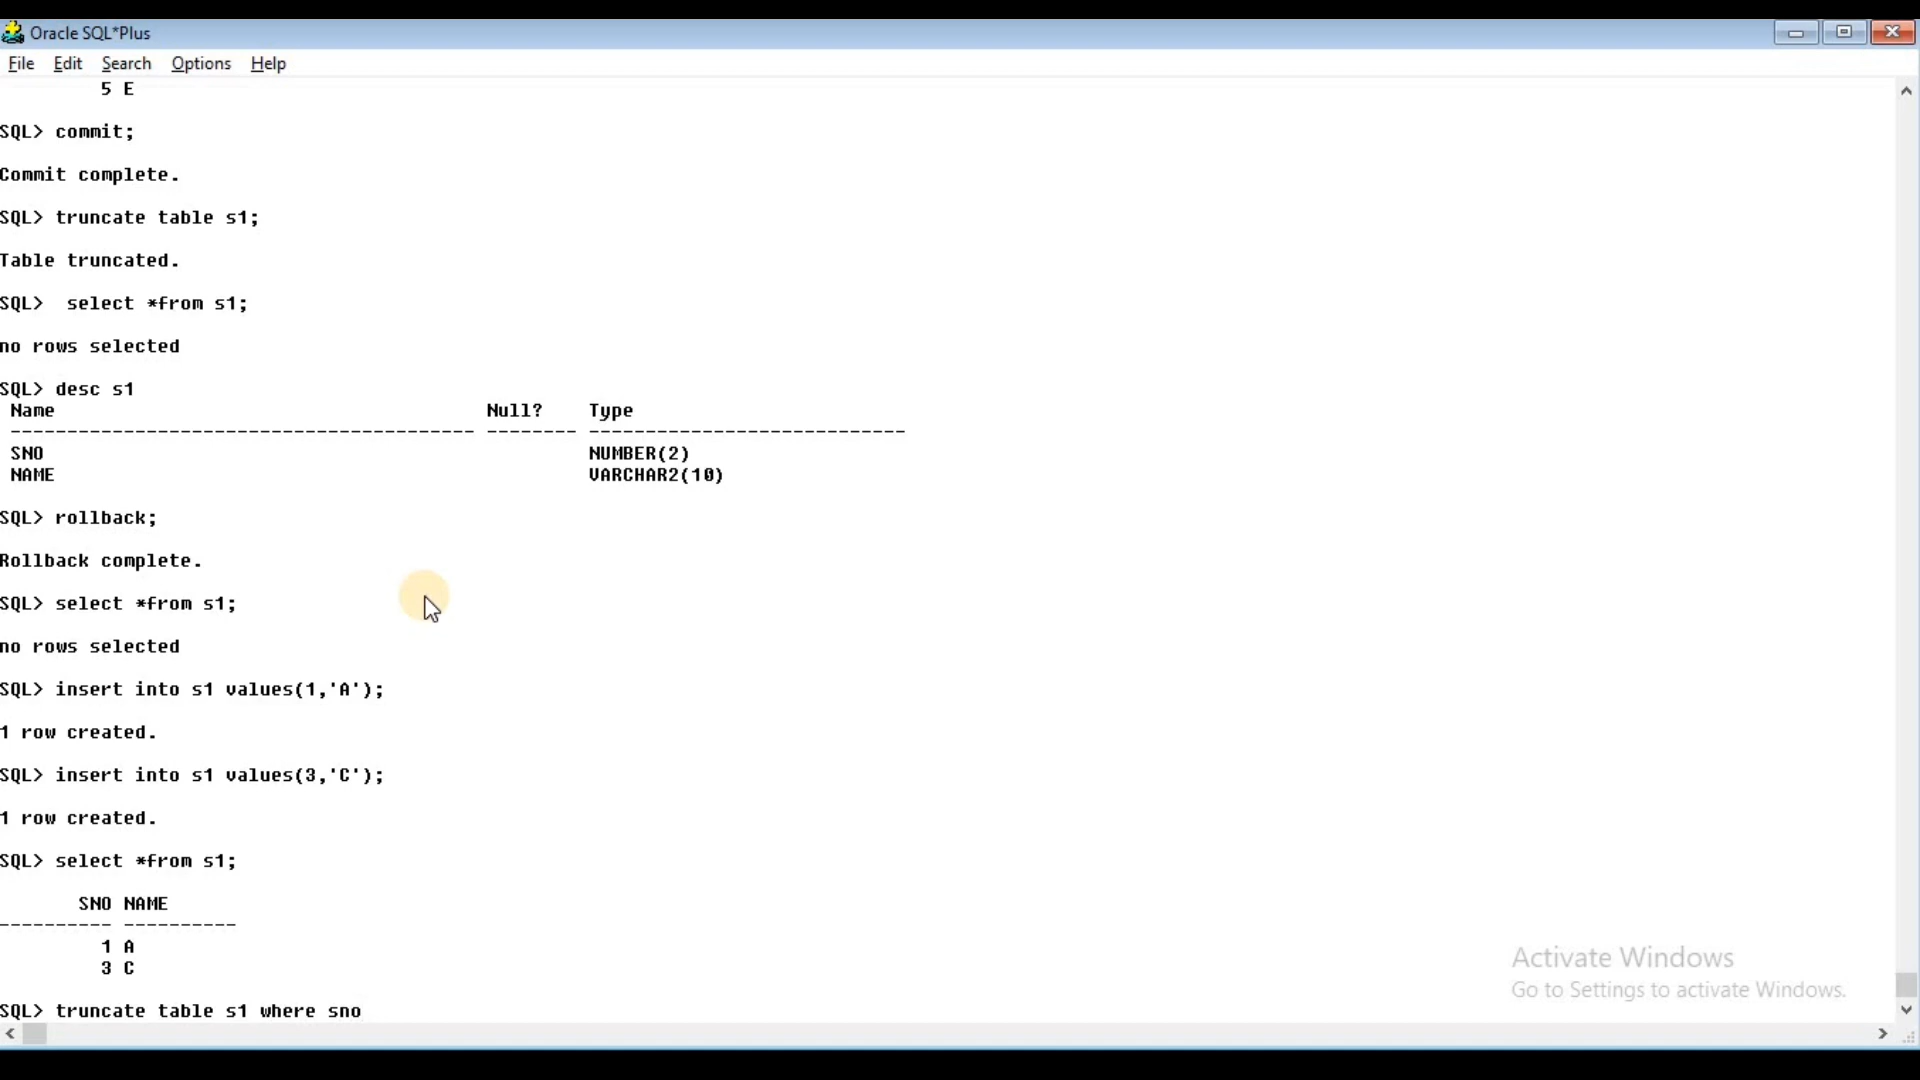 Oracle SQL*Plus
File Edit Search Options Help
5 E
SQL> commit;
Commit complete.
SQL> truncate table s1;
Table truncated.
SQL>  select *from s1;
no rows selected
SQL> desc s1
Name Null? Type
----------------------------------------- -------- ----------------------------
SNO NUMBER(2)
NAME VARCHAR2(10)
SQL> rollback;
Rollback complete.
SQL> select *from s1;
no rows selected
SQL> insert into s1 values(1,'A');
1 row created.
SQL> insert into s1 values(3,'C');
1 row created.
SQL> select *from s1;
SNO NAME
---------- ----------
1 A
3 C
SQL> truncate table s1 where sno
Activate Windows
Go to Settings to activate Windows.